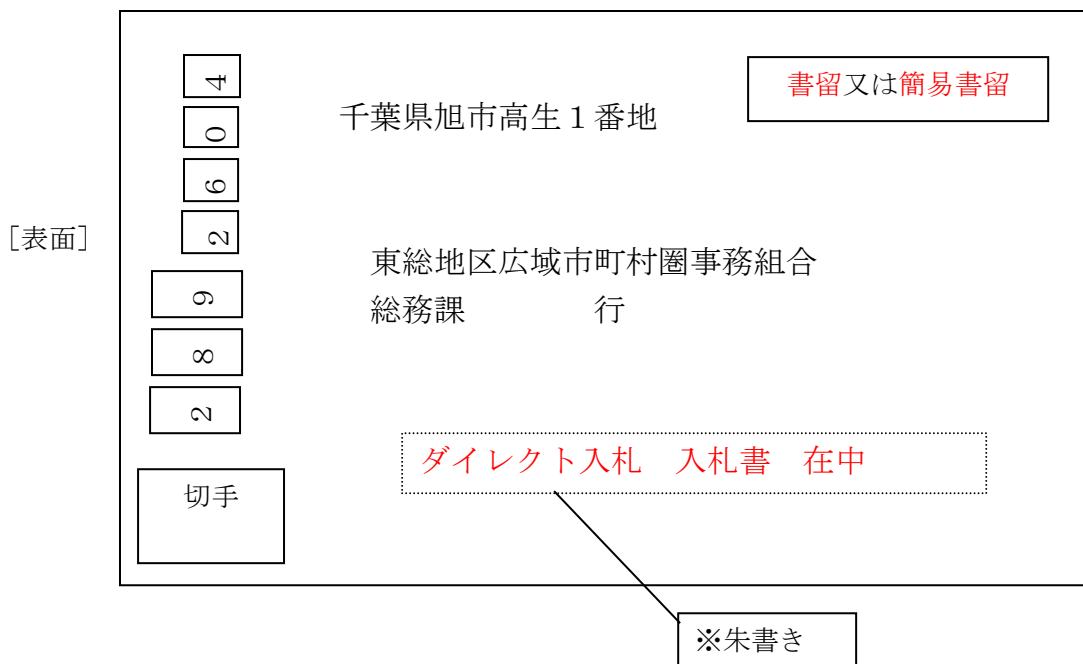 書留又は簡易書留
4
0
6
2
9
8
2
千葉県旭市高生１番地
[表面]
東総地区広域市町村圏事務組合
総務課 行
ダイレクト入札 入札書 在中
切手
※朱書き